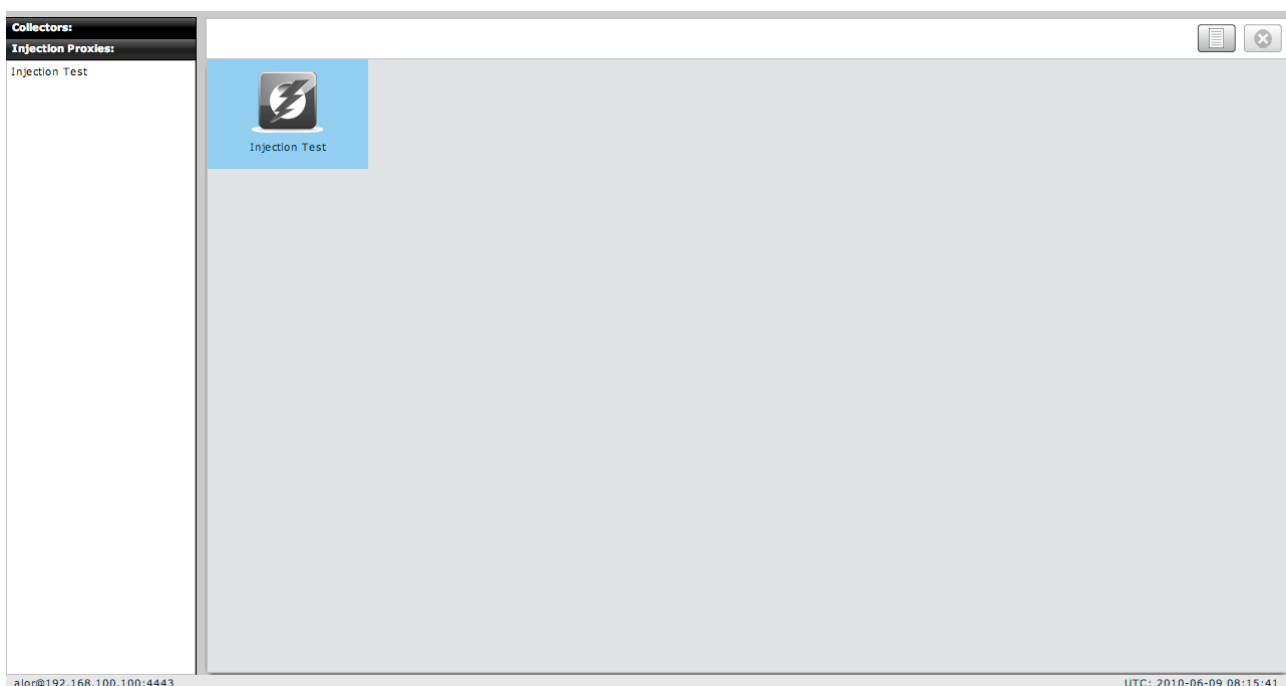 Collectors:
Injection Proxies:
Injection Test
Injection Test
alor@192.168.100.100:4443
UTC: 2010-06-09 08:15:41